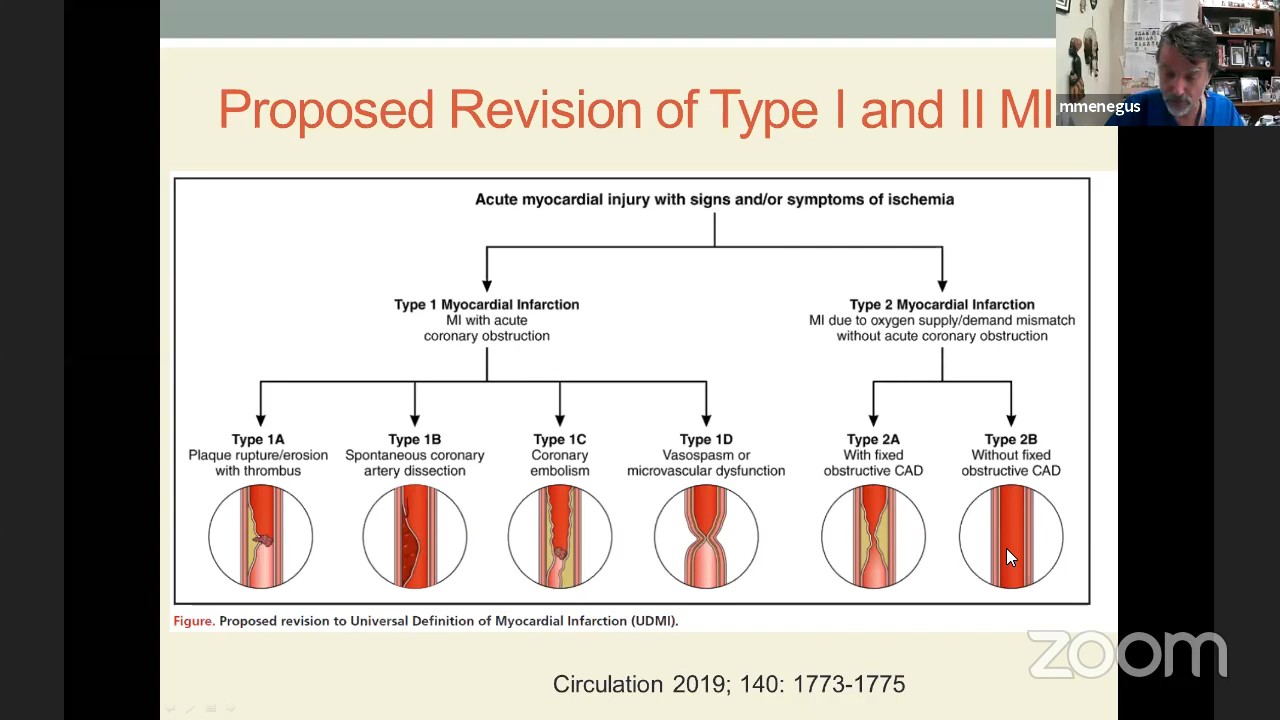 Proposed Revision of Type I and II MI
mmenegus
Acute myocardial injury with signs and/or symptoms of ischemia
Type 1 Myocardial Infarction
MI with acute
coronary obstruction
Type 2 Myocardial Infarction
MI due to oxygen supply/demand mismatch
without acute coronary obstruction
Type 1A
Plaque rupture/erosion
with thrombus
Type 1B
Spontaneous coronary
artery dissection
Type 1C
Coronary
embolism
Type 1D
Vasospasm or
microvascular dysfunction
Type 2A
With fixed
obstructive CAD
Type 2B
Without fixed
obstructive CAD
Figure. Proposed revision to Universal Definition of Myocardial Infarction (UDMI).
zoom
Circulation 2019; 140: 1773-1775